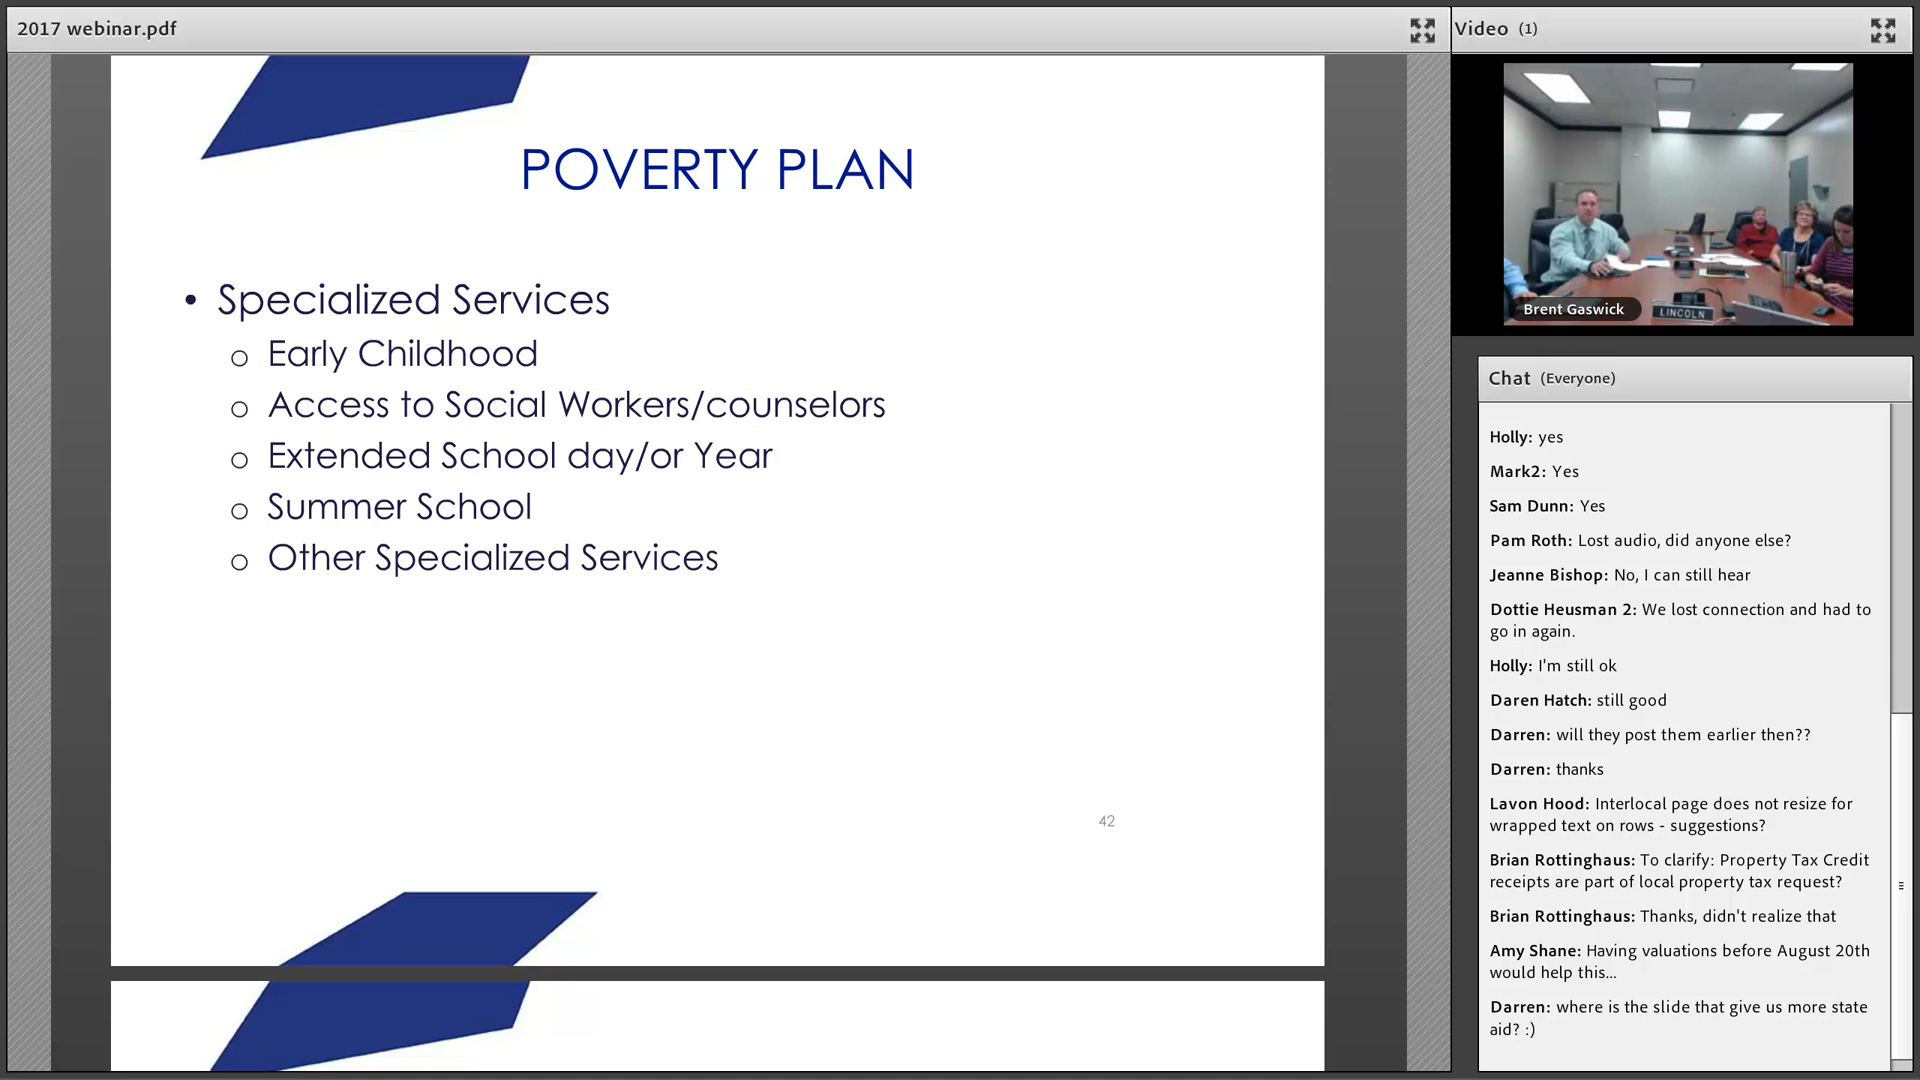 2017 webinar.pdf
POVERTY PLAN
• Specialized Services
o Early Childhood
o Access to Social Workers/counselors
o Extended School day/or Year
o Summer School
o Other Specialized Services
42
Video (1)
Brent Gaswick
LINCOLN
Chat (Everyone)
Holly: yes
Mark2: Yes
Sam Dunn: Yes
Pam Roth: Lost audio, did anyone else?
Jeanne Bishop: No, I can still hear
Dottie Heusman 2: We lost connection and had to
go in again.
Holly: I'm still ok
Daren Hatch: still good
Darren: will they post them earlier then??
Darren: thanks
Lavon Hood: Interlocal page does not resize for
wrapped text on rows - suggestions?
Brian Rottinghaus: To clarify: Property Tax Credit
receipts are part of local property tax request?
Brian Rottinghaus: Thanks, didn't realize that
Amy Shane: Having valuations before August 20th
would help this...
Darren: where is the slide that give us more state
aid? :)